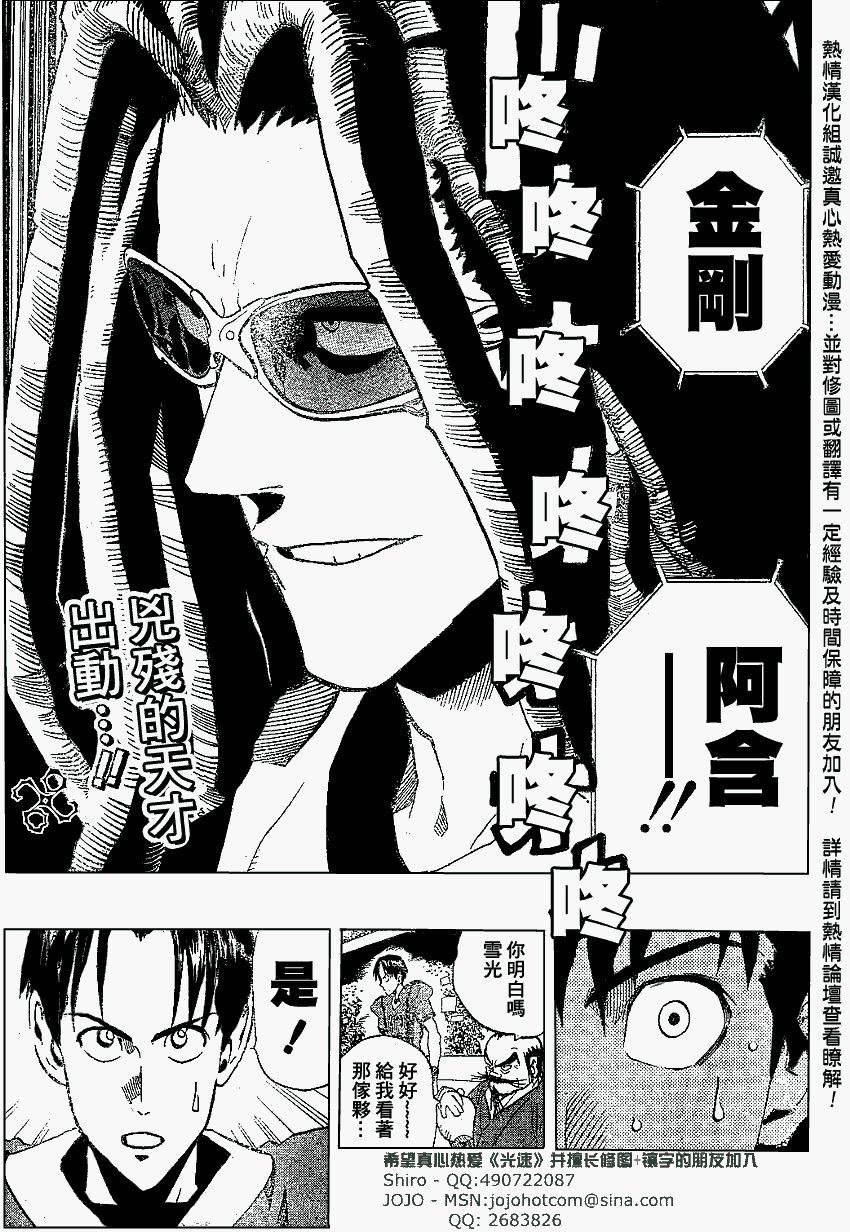 熱情漢化組誠邀真心熱愛動漫…並對修圖或翻譯有一定經驗及時間保障的朋友加入！ 詳情請到熱情論壇查看瞭解！
金剛
阿含
——!!
咚
咚
咚
咚
咚
咚
咚
兇殘的天才
出動…!!
你明白嗎
雪光
好好~~~~
給我看著
那傢夥…
是！
希望真心热爱《光速》并擅长修图+镶字的朋友加入
Shiro - QQ:490722087
JOJO - MSN:jojohotcom@sina.com
QQ: 2683826